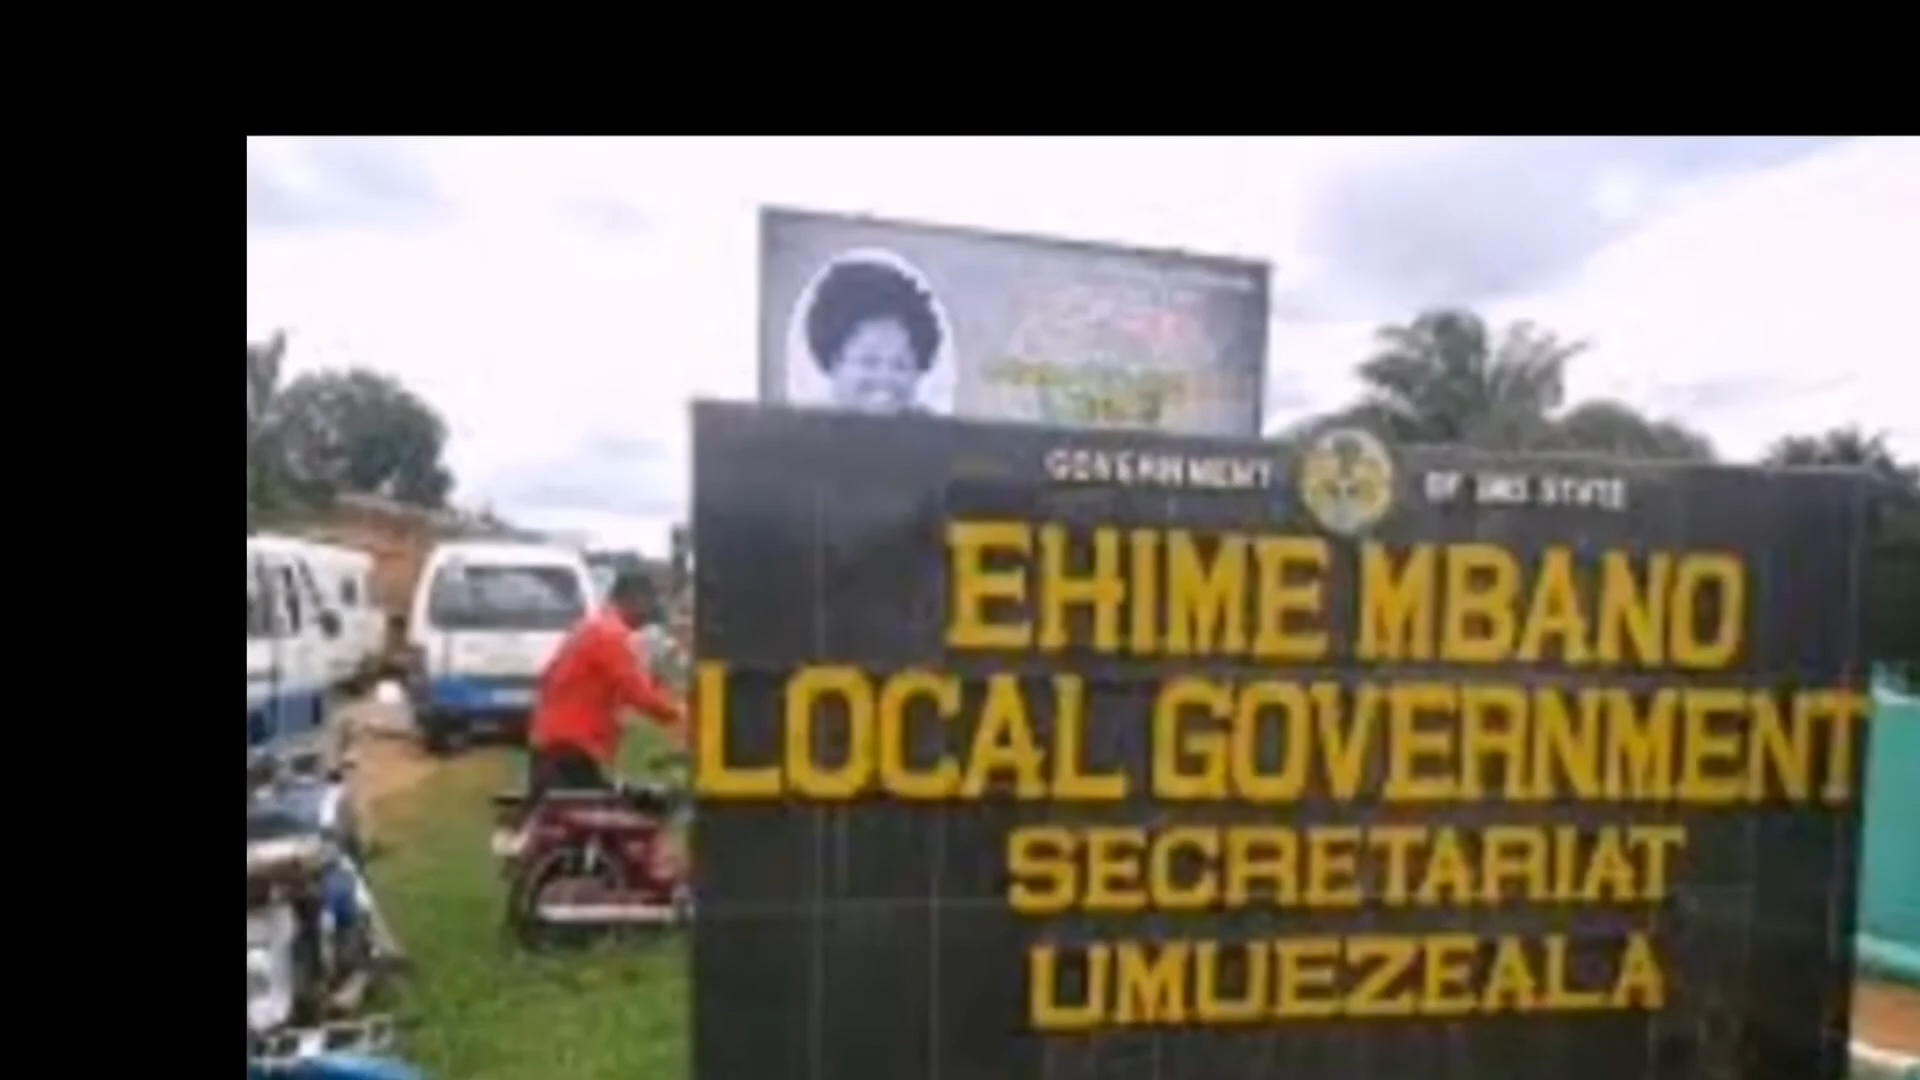 GOVERNMENT OF IMO STATE
EHIME MBANO
LOCAL GOVERNMENT
SECRETARIAT
UMUEZEALA